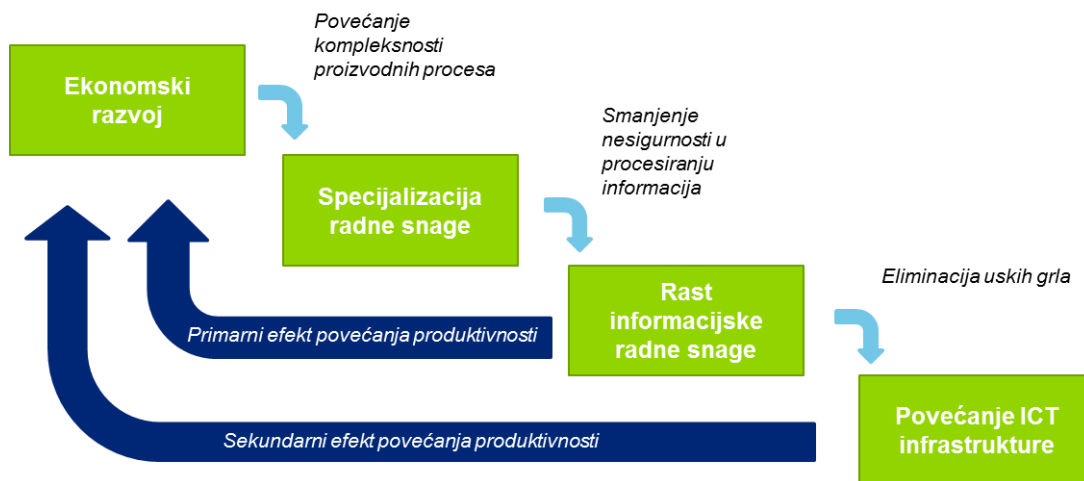 Povećanje
kompleksnosti
proizvodnih procesa
Ekonomski
razvoj
Smanjenje
nesigurnosti u
procesiranju
informacija
Specijalizacija
radne snage
Eliminacija uskih grla
Rast
informacijske
radne snage
Primarni efekt povećanja produktivnosti
Povećanje ICT
infrastrukture
Sekundarni efekt povećanja produktivnosti